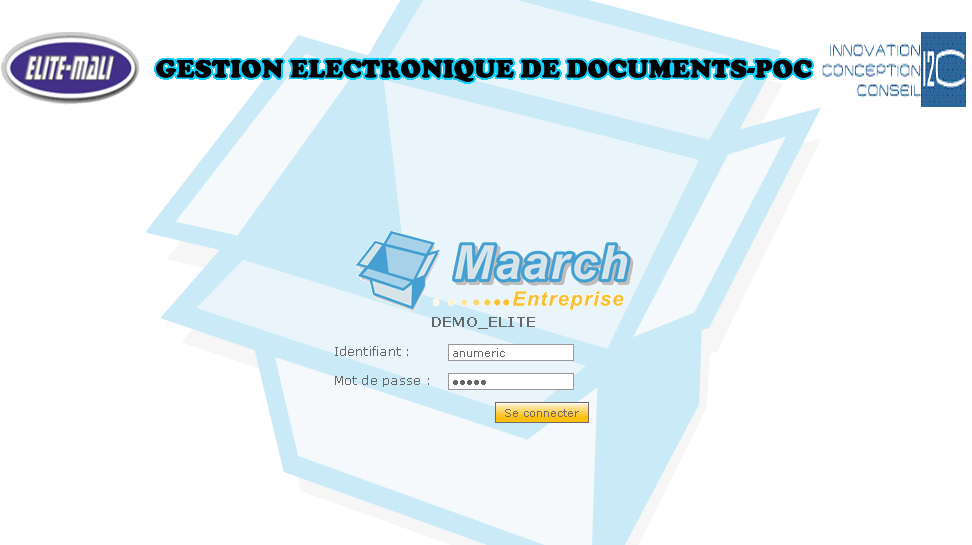 ELITE-MALI
GESTION ELECTRONIQUE DE DOCUMENTS-POC
INNOVATION
CONCEPTION
CONSEIL
I2C
Maarch
Entreprise
DEMO_ELITE
Identifiant : anumeric
Mot de passe : •••••
Se connecter